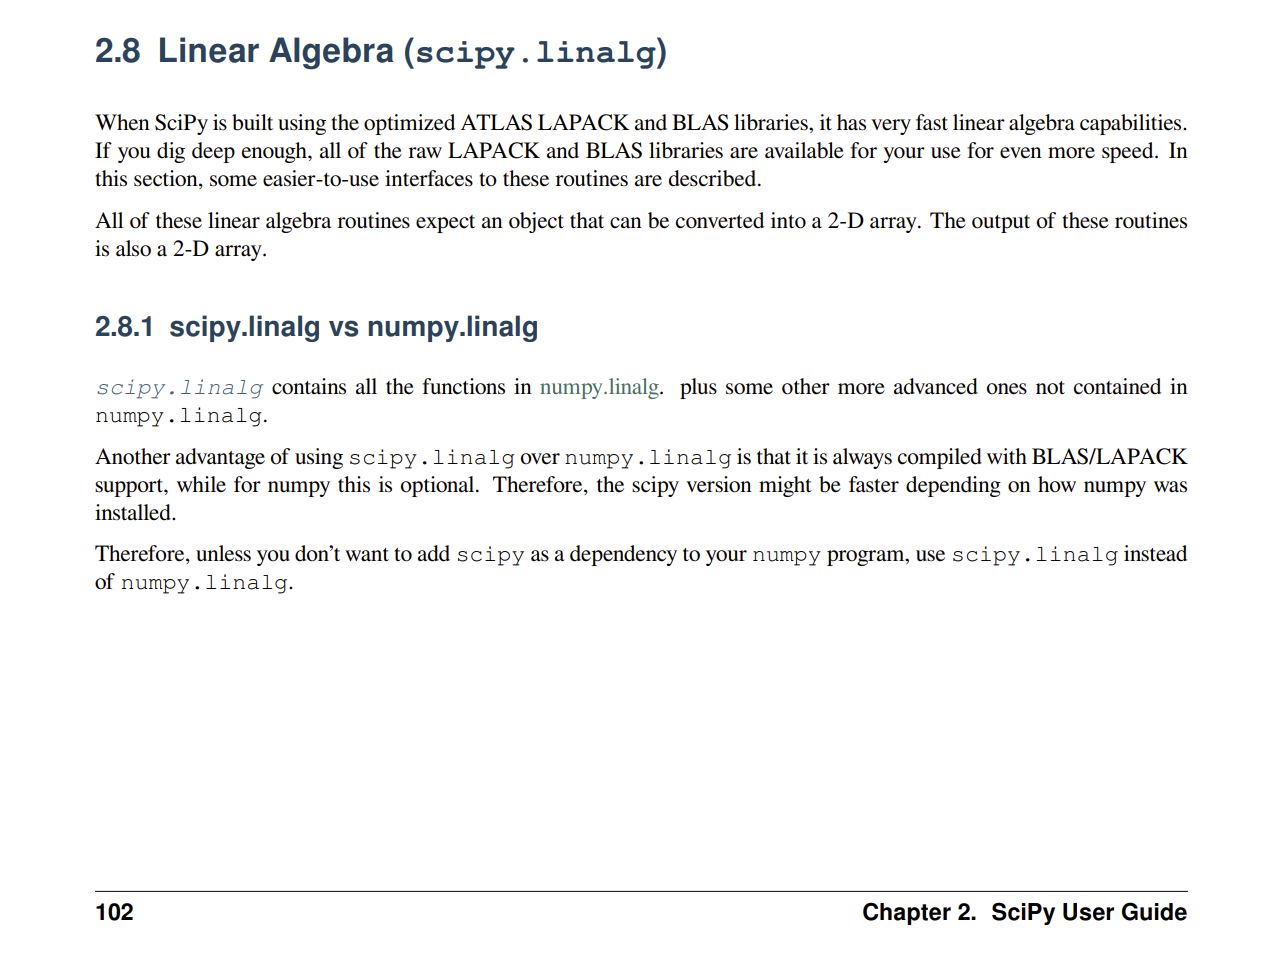 2.8 Linear Algebra (scipy.linalg)
When SciPy is built using the optimized ATLAS LAPACK and BLAS libraries, it has very fast linear algebra capabilities.
If you dig deep enough, all of the raw LAPACK and BLAS libraries are available for your use for even more speed. In
this section, some easier-to-use interfaces to these routines are described.
All of these linear algebra routines expect an object that can be converted into a 2-D array. The output of these routines
is also a 2-D array.
2.8.1 scipy.linalg vs numpy.linalg
scipy.linalg contains all the functions in numpy.linalg. plus some other more advanced ones not contained in
numpy.linalg.
Another advantage of using scipy.linalg over numpy.linalg is that it is always compiled with BLAS/LAPACK
support, while for numpy this is optional. Therefore, the scipy version might be faster depending on how numpy was
installed.
Therefore, unless you don’t want to add scipy as a dependency to your numpy program, use scipy.linalg instead
of numpy.linalg.
102 Chapter 2. SciPy User Guide